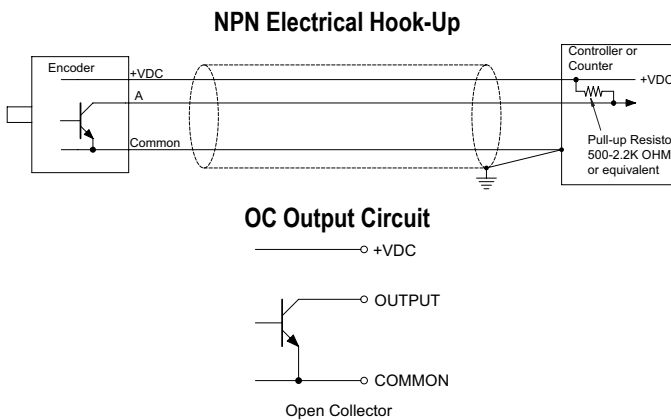 NPN Electrical Hook-Up
Encoder
+VDC
A
Common
Controller or
Counter
+VDC
Pull-up Resisto
500-2.2K OHM
or equivalent
OC Output Circuit
+VDC
OUTPUT
COMMON
Open Collector